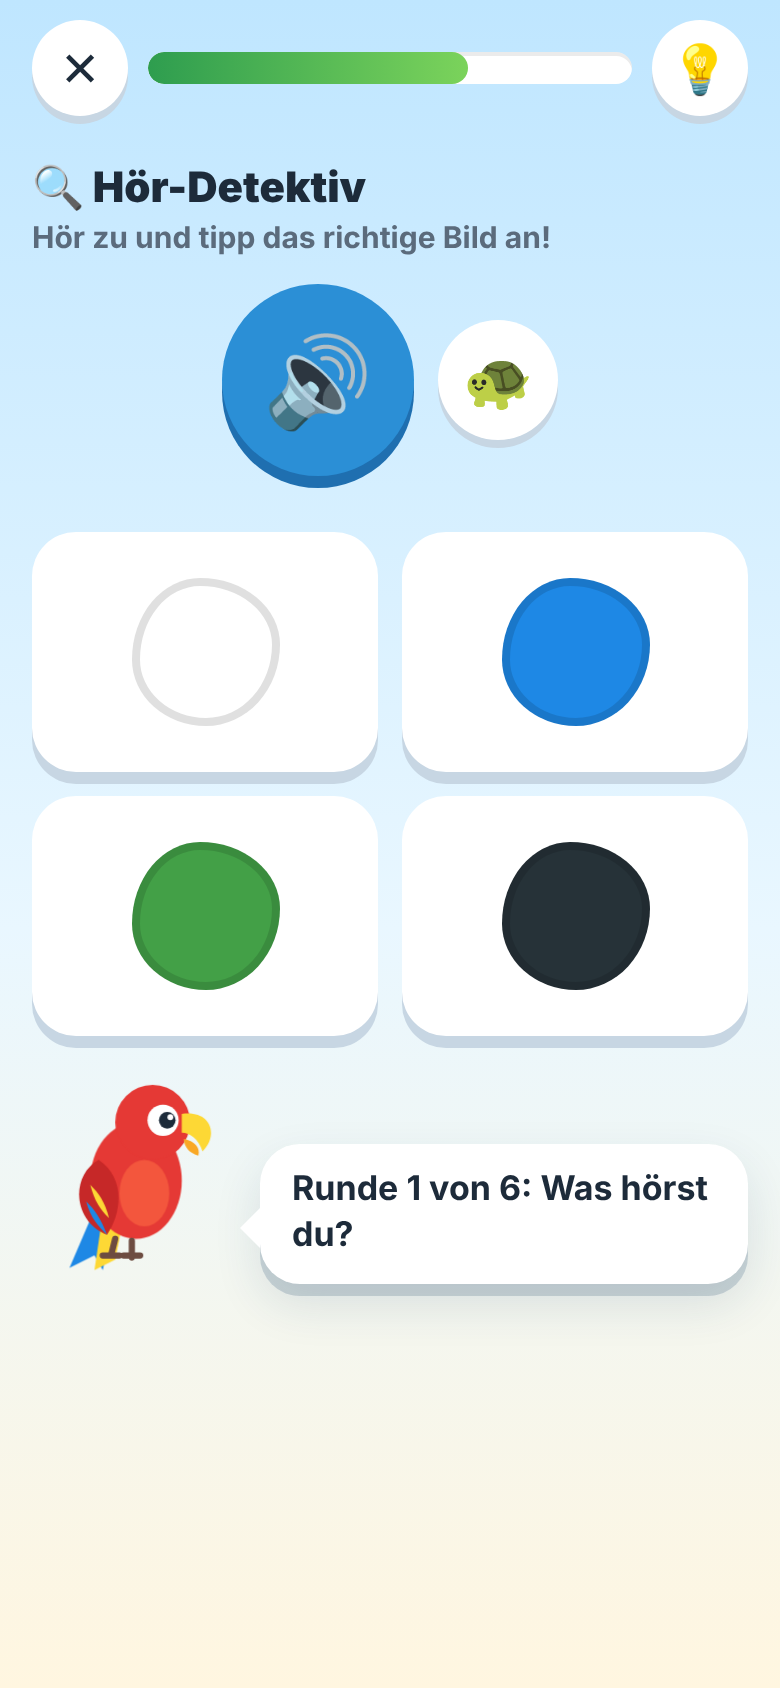 Hör-Detektiv
Hör zu und tipp das richtige Bild an!
Runde 1 von 6: Was hörst
du?